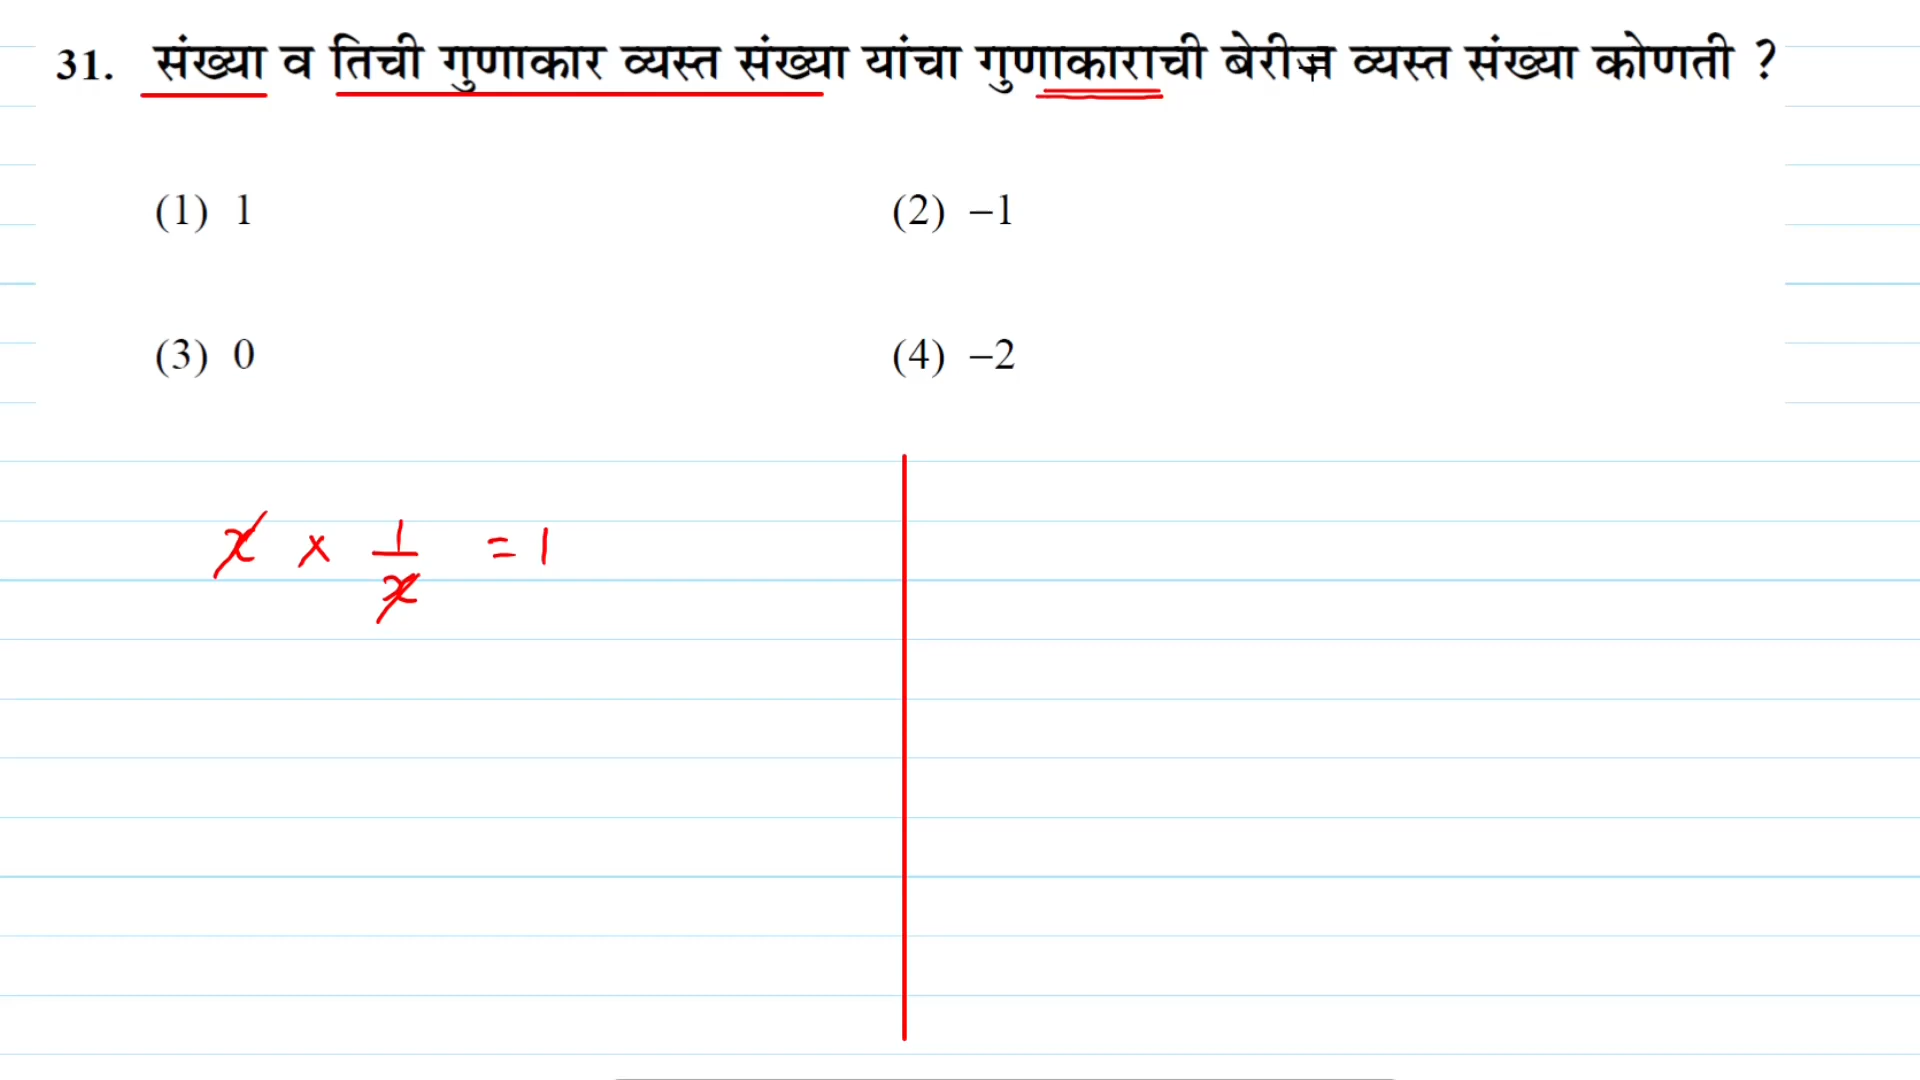 31. संख्या व तिची गुणाकार व्यस्त संख्या यांचा गुणाकाराची बेरीज व्यस्त संख्या कोणती ?
(1) 1 (2) –1
(3) 0 (4) –2
x × 1/x = 1